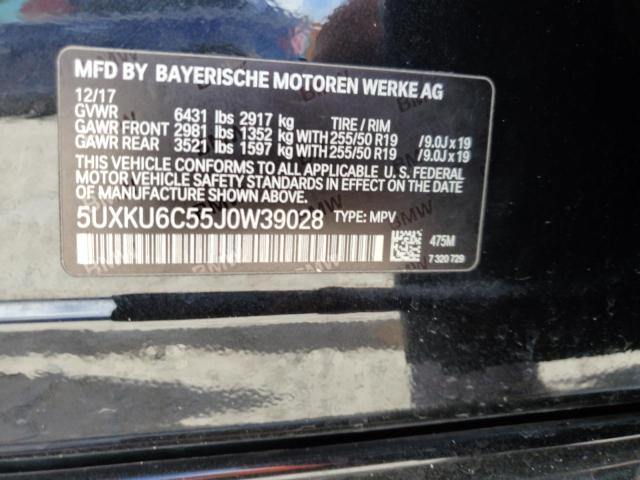 MFD BY BAYERISCHE MOTOREN WERKE AG
12/17
GVWR 6431 lbs 2917 kg TIRE / RIM
GAWR FRONT 2981 lbs 1352 kg WITH 255/50 R19 /9.0J x 19
GAWR REAR 3521 lbs 1597 kg WITH 255/50 R19 /9.0J x 19
THIS VEHICLE CONFORMS TO ALL APPLICABLE U. S. FEDERAL
MOTOR VEHICLE SAFETY STANDARDS IN EFFECT ON THE DATE
OF MANUFACTURE SHOWN ABOVE.
5UXKU6C55J0W39028 TYPE: MPV
475M
7 320 729